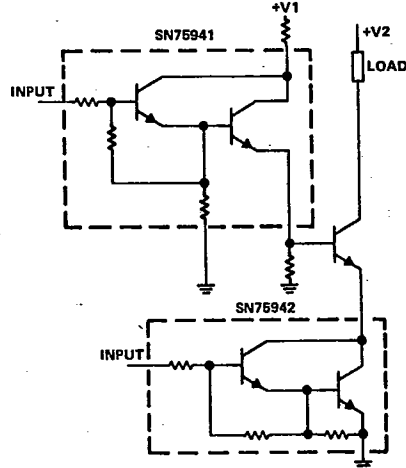 +V1
SN75941
+V2
LOAD
INPUT
SN75942
INPUT